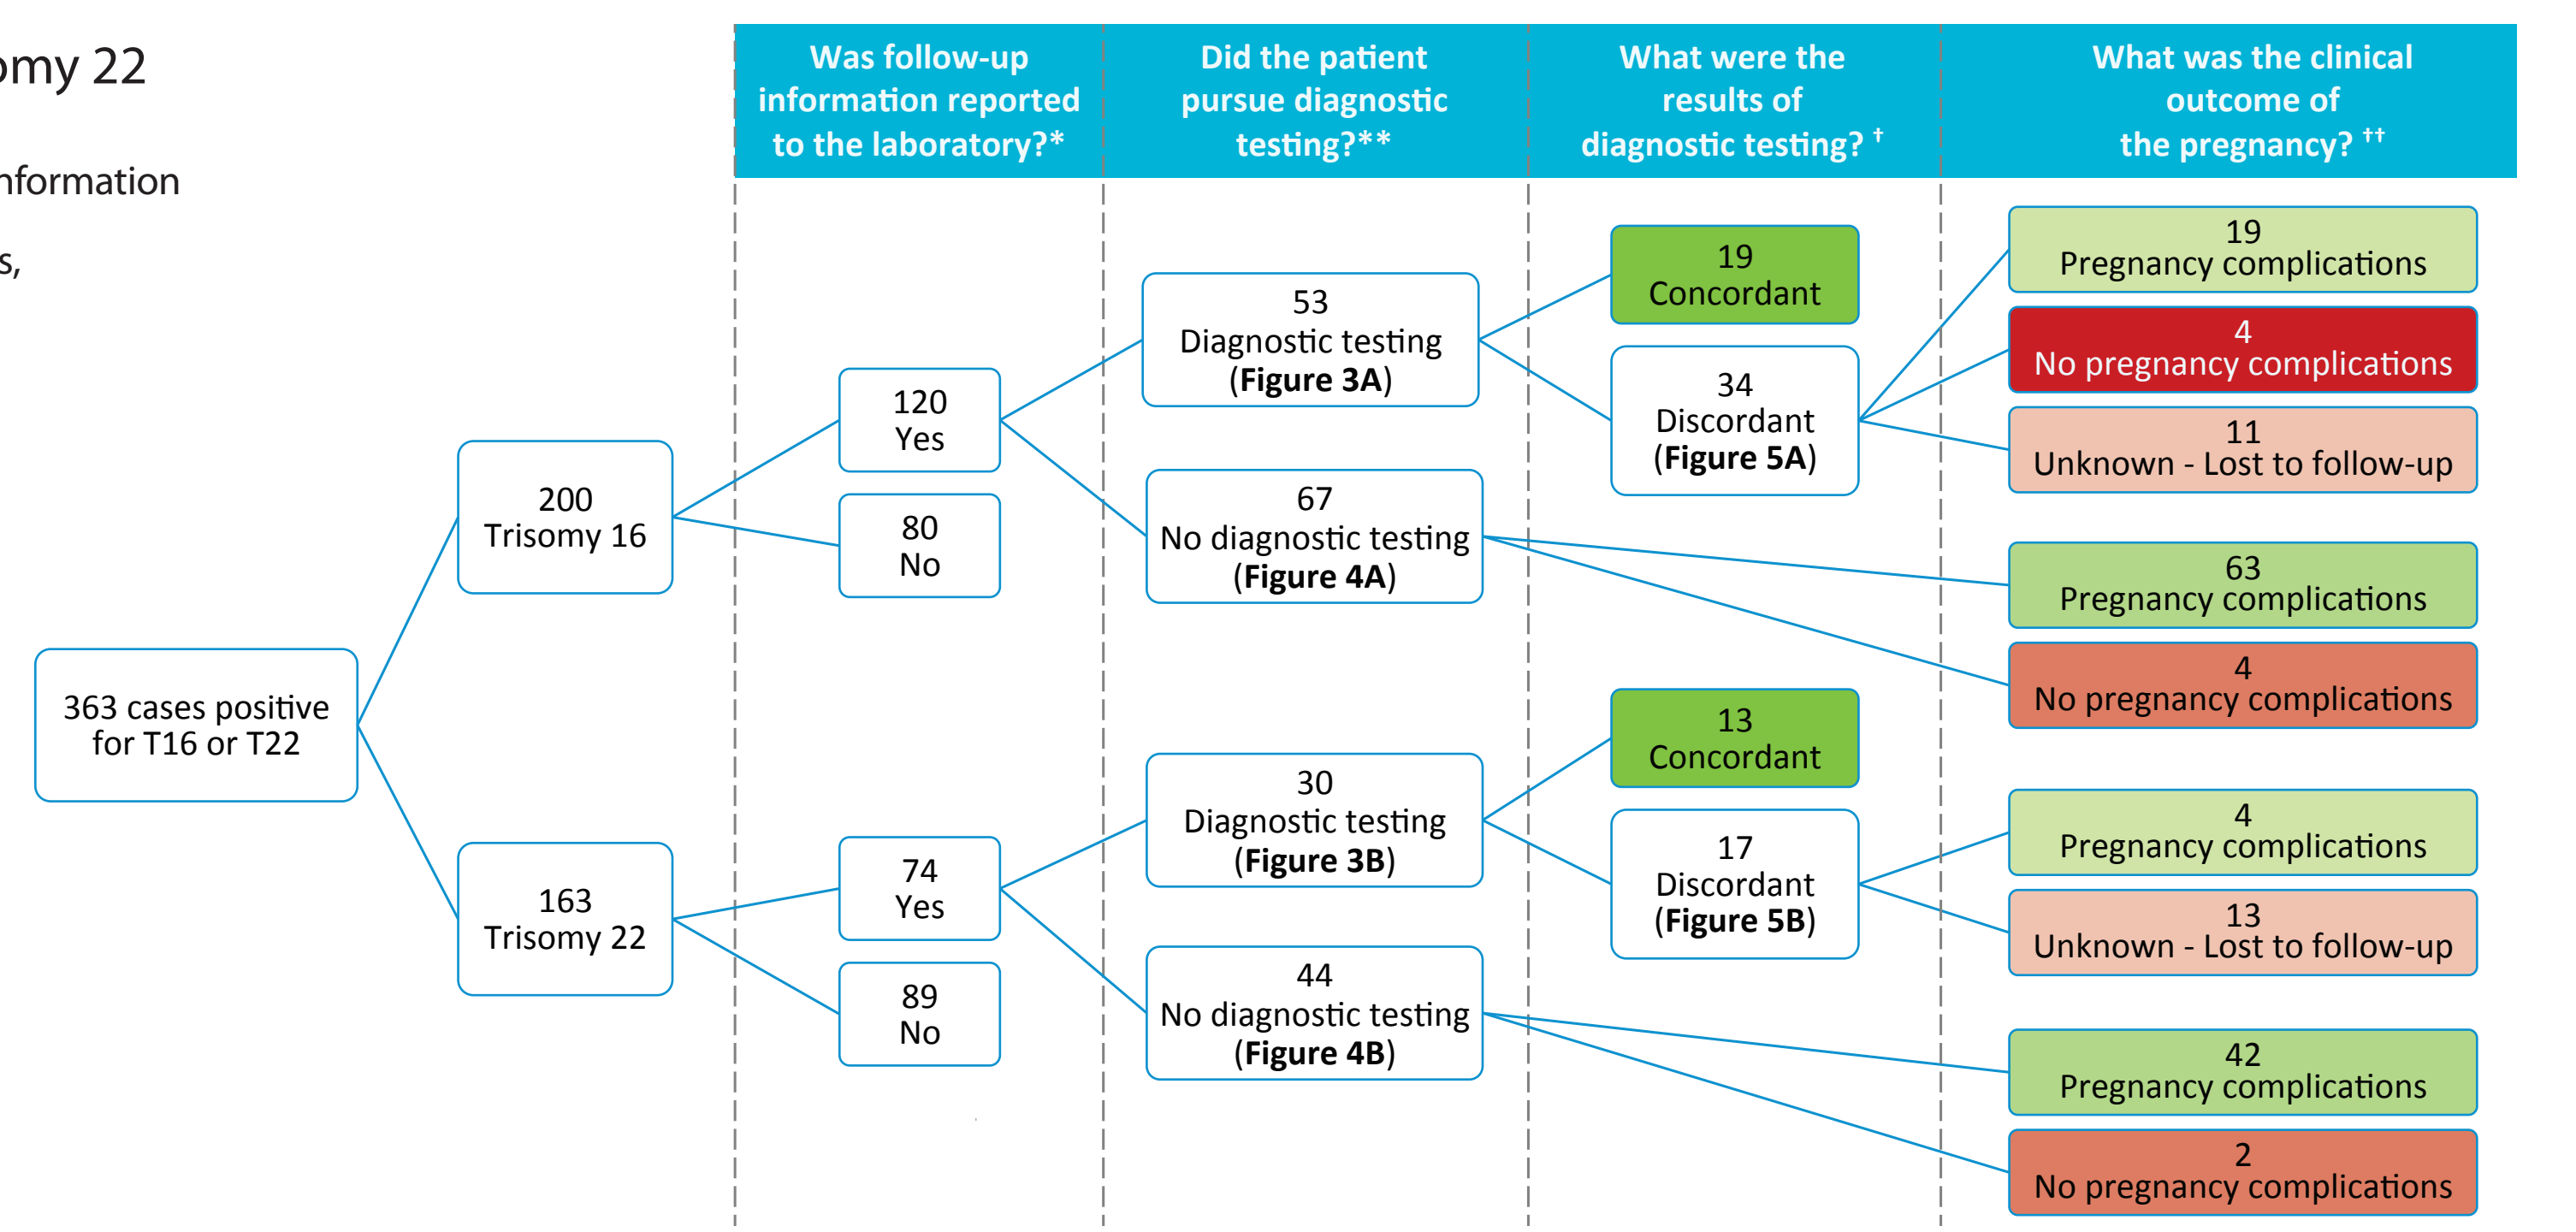 omy 22
nformation
s,
Was follow-up
information reported
to the laboratory?*
Did the patient
pursue diagnostic
testing?**
What were the
results of
diagnostic testing? †
What was the clinical
outcome of
the pregnancy? ††
363 cases positive
for T16 or T22
200
Trisomy 16
163
Trisomy 22
120
Yes
80
No
74
Yes
89
No
53
Diagnostic testing
(Figure 3A)
67
No diagnostic testing
(Figure 4A)
30
Diagnostic testing
(Figure 3B)
44
No diagnostic testing
(Figure 4B)
19
Concordant
34
Discordant
(Figure 5A)
13
Concordant
17
Discordant
(Figure 5B)
19
Pregnancy complications
4
No pregnancy complications
11
Unknown - Lost to follow-up
63
Pregnancy complications
4
No pregnancy complications
4
Pregnancy complications
13
Unknown - Lost to follow-up
42
Pregnancy complications
2
No pregnancy complications